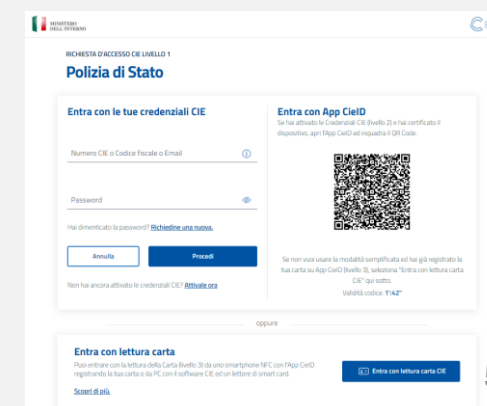 MINISTERO
DELL'INTERNO
RICHIESTA D'ACCESSO CIE LIVELLO 1
Polizia di Stato
Entra con le tue credenziali CIE
Numero CIE o Codice fiscale o Email
Password
Hai dimenticato la password? Richiedine una nuova.
Annulla
Procedi
Non hai ancora attivato le credenziali CIE? Attivale ora
Entra con App CieID
Se hai attivato le Credenziali CIE (livello 2) e hai certificato il
dispositivo, apri l'App CieID ed inquadra il QR Code.
Se non vuoi usare la modalità semplificata ed hai già registrato la
tua carta su App CieID (livello 3), seleziona "Entra con lettura carta
CIE" qui sotto.
Validità codice: 1'42"
oppure
Entra con lettura carta
Puoi entrare con la lettura della Carta (livello 3) da uno smartphone NFC con l'App CieID
registrando la tua carta o da PC con il software CIE ed un lettore di smart card.
Scopri di più.
Entra con lettura carta CIE